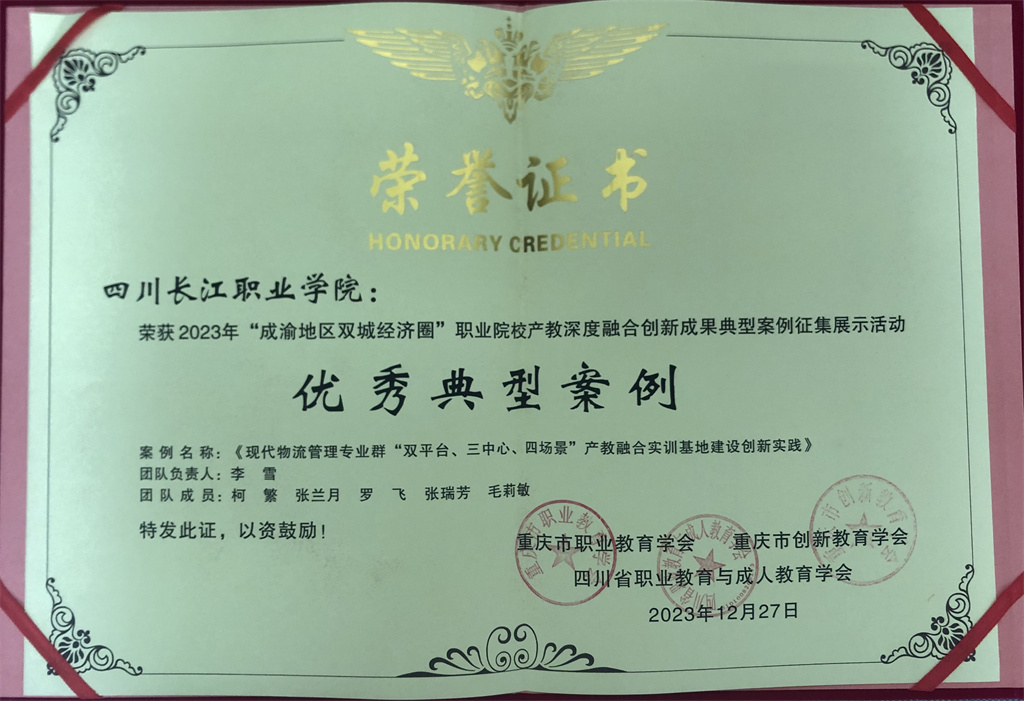 荣誉证书
HONORARY CREDENTIAL
四川长江职业学院：
荣获2023年“成渝地区双城经济圈”职业院校产教深度融合创新成果典型案例征集展示活动
优秀典型案例
案例名称：《现代物流管理专业群“双平台、三中心、四场景”产教融合实训基地建设创新实践》
团队负责人：李 雪
团队成员：柯 繁 张兰月 罗 飞 张瑞芳 毛莉敏
特发此证，以资鼓励！
重庆市职业教育学会 重庆市创新教育学会
四川省职业教育与成人教育学会
2023年12月27日